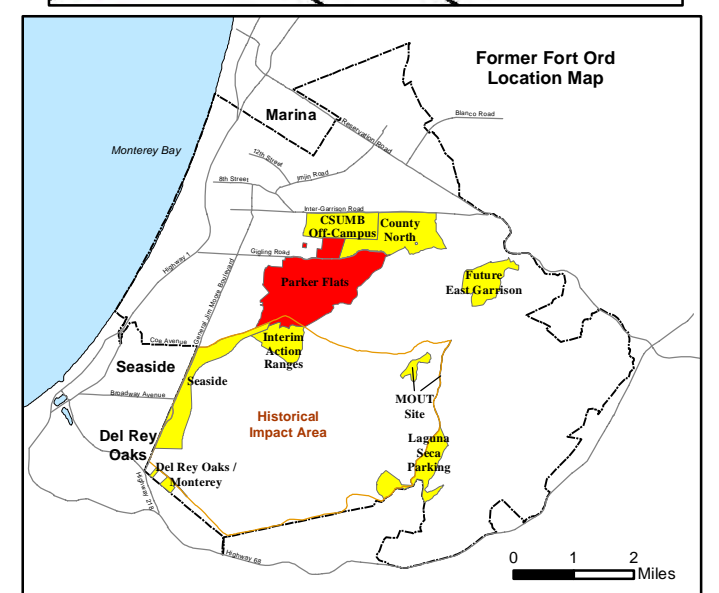 Former Fort Ord
Location Map
Marina
Blanco Road
Reservation Road
Monterey Bay
12th Street
Imjin Road
8th Street
Inter-Garrison Road
CSUMB
Off-Campus
County
North
Gigling Road
Highway 1
General Jim Moore Boulevard
Parker Flats
Future
East Garrison
Coe Avenue
Interim
Action
Ranges
Seaside
Seaside
Broadway Avenue
MOUT
Site
Historical
Impact Area
Del Rey
Oaks
Laguna
Seca
Parking
Del Rey Oaks /
Monterey
Highway 218
Highway 68
0 1 2
Miles